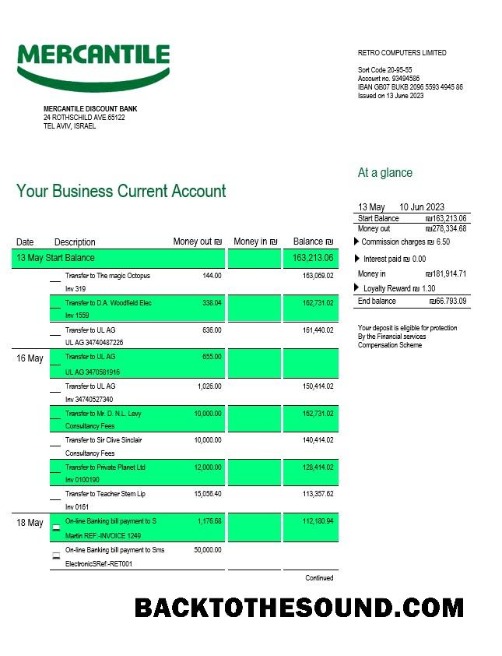 MERCANTILE
MERCANTILE DISCOUNT BANK
24 ROTHSCHILD AVE.65122
TEL AVIV, ISRAEL
RETRO COMPUTERS LIMITED
Sort Code 20-95-55
Account no. 93494586
IBAN GB07 BUKB 2096 5593 4945 86
Issued on 13 June 2023
At a glance
13 May 10 Jun 2023
Start Balance ₪163,213.06
Money out ₪278,334.68
Commission charges ₪ 6.50
Interest paid ₪ 0.00
Money in ₪181,914.71
Loyalty Reward ₪ 1.30
End balance ₪66.793.09
Your deposit is eligible for protection
By the Financial services
Compensation Scheme
Your Business Current Account
Date Description Money out ₪ Money in ₪ Balance ₪
13 May Start Balance 163,213.06
Transfer to The magic Octopus 144.00 163,069.02
Inv 319
Transfer to D.A. Woodfield Elec 338.04 162,731.02
Inv 1559
Transfer to UL AG 636.00 161,440.02
UL AG 34740487226
16 May Transfer to UL AG 655.00
UL AG 3470581916
Transfer to UL AG 1,026.00 150,414.02
Inv 34740527340
Transfer to Mr. D. N.L. Levy 10,000.00 162,731.02
Consultancy Fees
Transfer to Sir Clive Sinclair 10,000.00 140,414.02
Consultancy Fees
Transfer to Private Planet Ltd 12,000.00 128,414.02
Inv 0100190
Transfer to Teacher Stern Lip 15,056.40 113,357.62
Inv 0161
18 May On-line Banking bill payment to S 1,176.68 112,180.94
Martin REF:-INVOICE 1249
On-line Banking bill payment to Sms 50,000.00
ElectronicSRef-RET001
Continued
BACKTOTHESOUND.COM